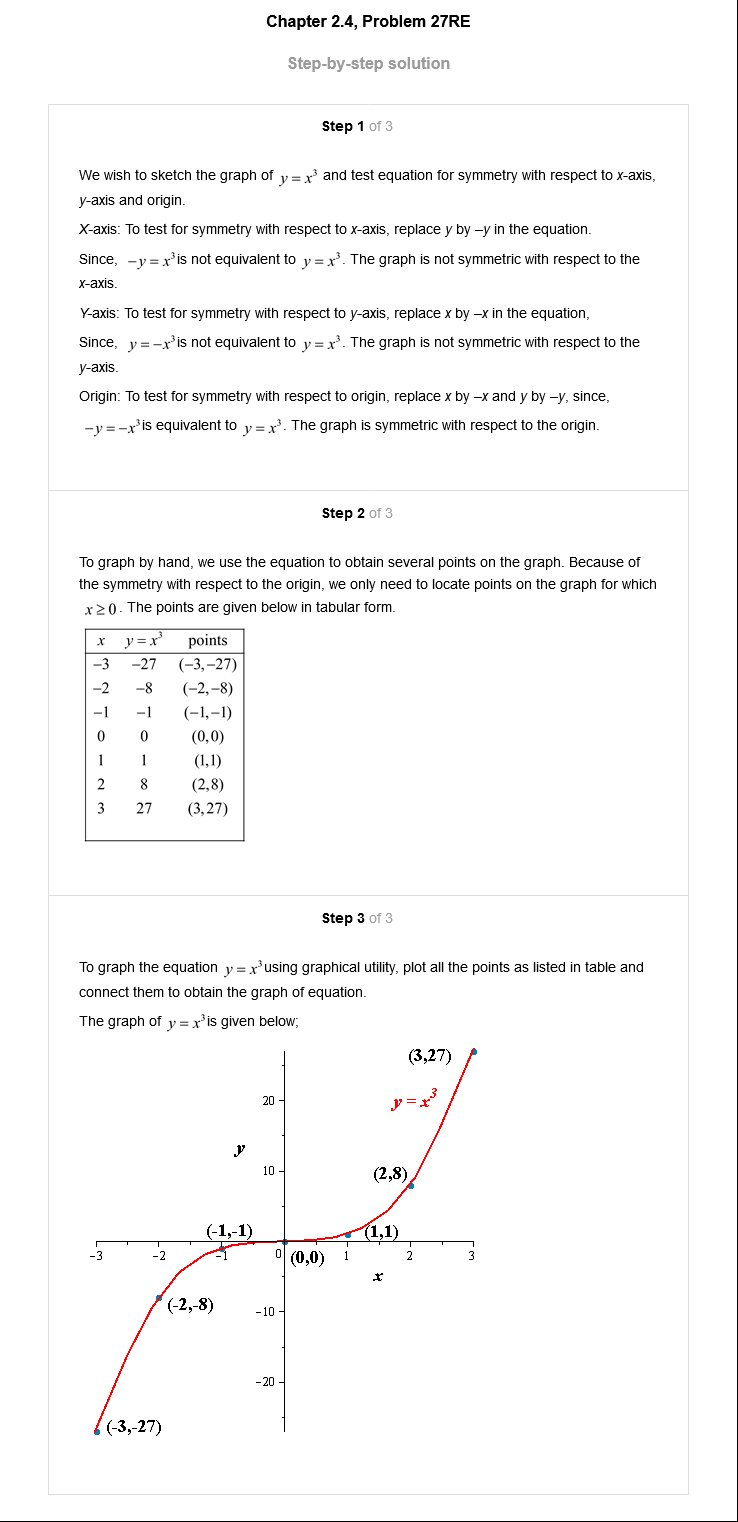 Chapter 2.4, Problem 27RE
Step-by-step solution
Step 1 of 3
We wish to sketch the graph of y = x³ and test equation for symmetry with respect to x-axis,
y-axis and origin.
X-axis: To test for symmetry with respect to x-axis, replace y by –y in the equation.
Since, −y = x³ is not equivalent to y = x³. The graph is not symmetric with respect to the
x-axis.
Y-axis: To test for symmetry with respect to y-axis, replace x by –x in the equation,
Since, y = −x³ is not equivalent to y = x³. The graph is not symmetric with respect to the
y-axis.
Origin: To test for symmetry with respect to origin, replace x by –x and y by –y, since,
−y = −x³ is equivalent to y = x³. The graph is symmetric with respect to the origin.
Step 2 of 3
To graph by hand, we use the equation to obtain several points on the graph. Because of
the symmetry with respect to the origin, we only need to locate points on the graph for which
x ≥ 0. The points are given below in tabular form.
x y = x³ points
−3 −27 (−3,−27)
−2 −8 (−2,−8)
−1 −1 (−1,−1)
0 0 (0,0)
1 1 (1,1)
2 8 (2,8)
3 27 (3,27)
Step 3 of 3
To graph the equation y = x³ using graphical utility, plot all the points as listed in table and
connect them to obtain the graph of equation.
The graph of y = x³ is given below;
(3,27)
20
y = x³
y
10
(2,8)
(-1,-1)
(1,1)
−3 −2 −1 0 1 2 3
(0,0)
x
(-2,-8)
−10
−20
(-3,-27)